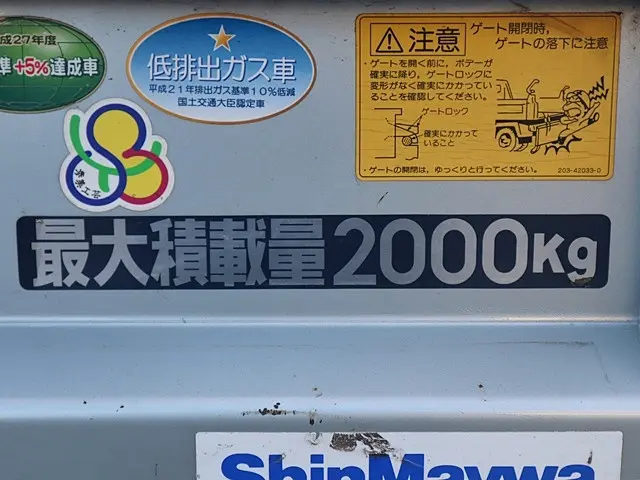 成27年度
準+5%達成車
低排出ガス車
平成21年排出ガス基準10%低減
国土交通大臣認定車
注意
ゲート開閉時,
ゲートの落下に注意
・ゲートを開く前に、ボデーが
確実に降り、ゲートロックに
変形がなく確実にかかってい
ることを確認してください。
ゲートロック
確実にかかって
いること
・ゲートの開閉は、ゆっくりと行ってください。
203-42033-0
最大積載量2000Kg
ShinMaywa